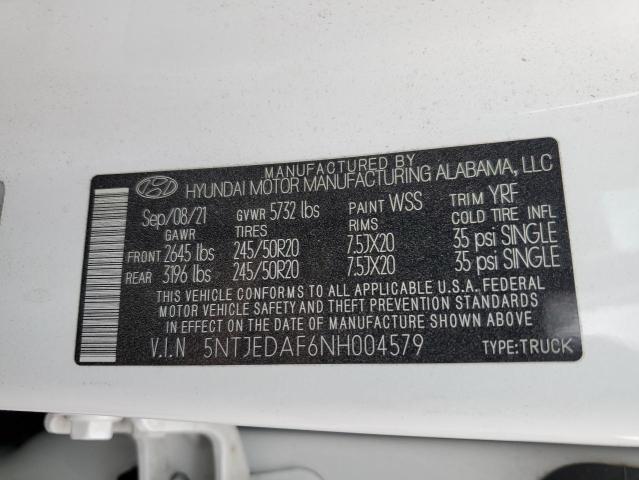 MANUFACTURED BY
HYUNDAI MOTOR MANUFACTURING ALABAMA, LLC
Sep/08/21 GVWR 5732 lbs PAINT WSS TRIM YRF
GAWR TIRES RIMS COLD TIRE INFL
FRONT 2645 lbs 245/50R20 7.5JX20 35 psi SINGLE
REAR 3196 lbs 245/50R20 7.5JX20 35 psi SINGLE
THIS VEHICLE CONFORMS TO ALL APPLICABLE U.S.A. FEDERAL
MOTOR VEHICLE SAFETY AND THEFT PREVENTION STANDARDS
IN EFFECT ON THE DATE OF MANUFACTURE SHOWN ABOVE.
V.I.N 5NTJEDAF6NH004579 TYPE:TRUCK